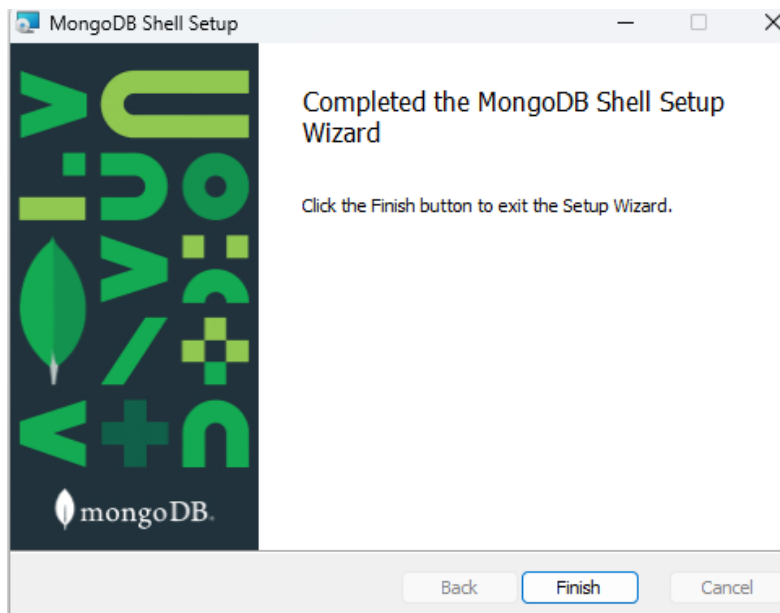 MongoDB Shell Setup
Completed the MongoDB Shell Setup
Wizard
Click the Finish button to exit the Setup Wizard.
mongoDB.
Back
Finish
Cancel